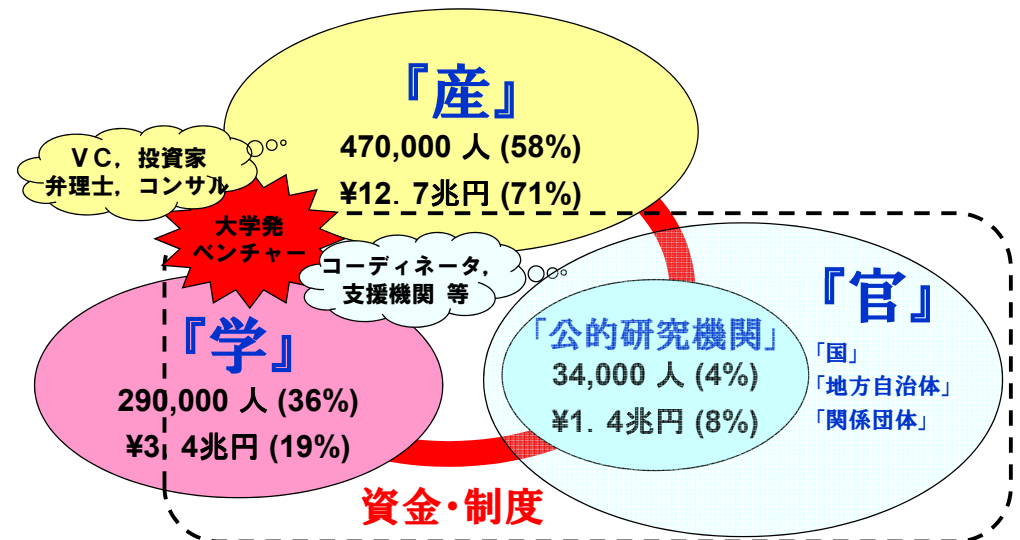 『産』
470,000 人 (58%)
¥12. 7兆円 (71%)
VC, 投資家
弁理士, コンサル
大学発
ベンチャー
コーディネータ,
支援機関 等
『学』
290,000 人 (36%)
¥3. 4兆円 (19%)
「公的研究機関」
34,000 人 (4%)
¥1. 4兆円 (8%)
『官』
「国」
「地方自治体」
「関係団体」
資金・制度